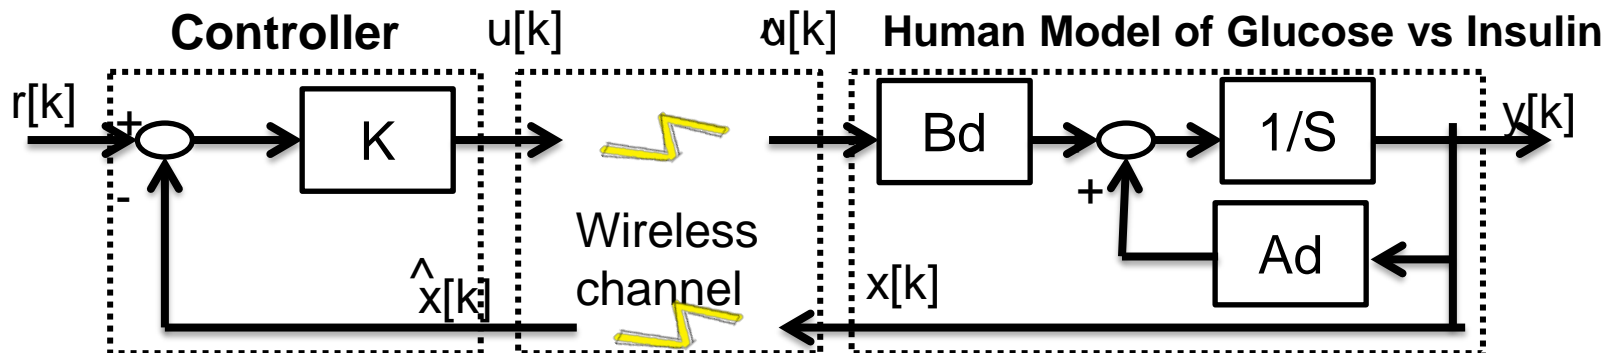 Controller
u[k]
^
u[k]
Human Model of Glucose vs Insulin
r[k]
+
-
K
Bd
1/S
y[k]
+
Ad
Wireless
channel
^
x[k]
x[k]